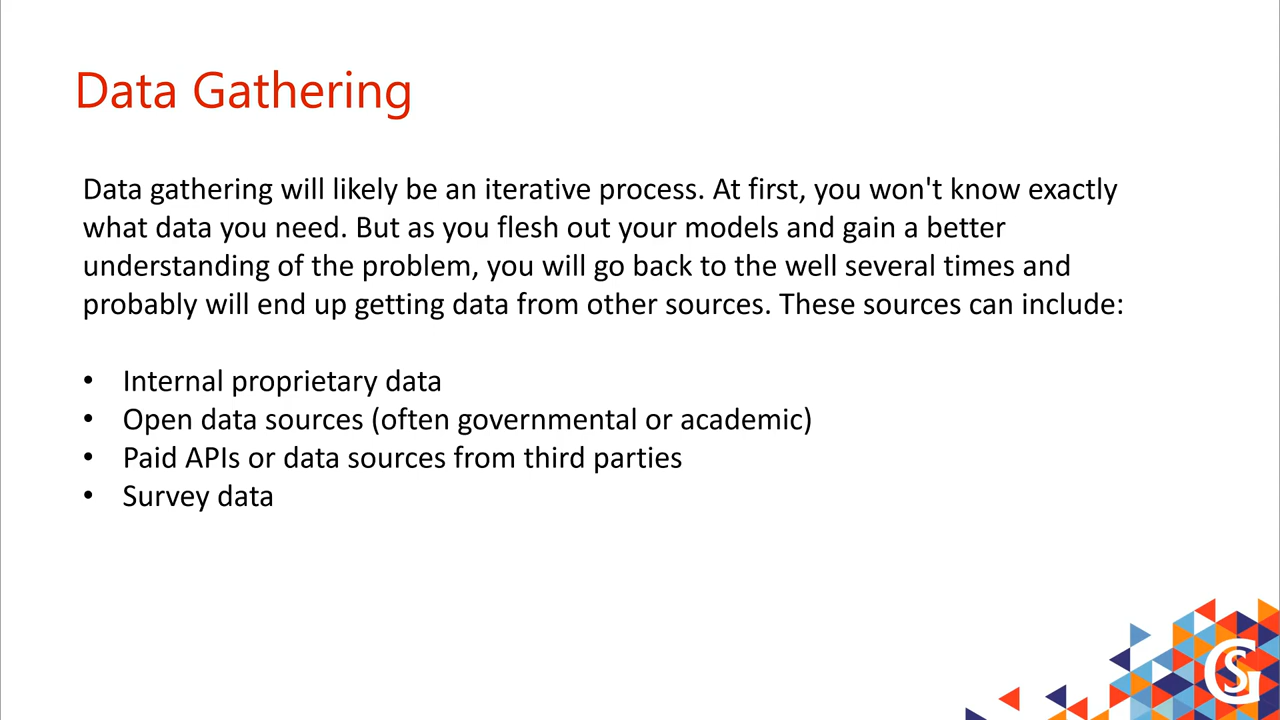 Data Gathering
Data gathering will likely be an iterative process. At first, you won't know exactly
what data you need. But as you flesh out your models and gain a better
understanding of the problem, you will go back to the well several times and
probably will end up getting data from other sources. These sources can include:
• Internal proprietary data
• Open data sources (often governmental or academic)
• Paid APIs or data sources from third parties
• Survey data
GS